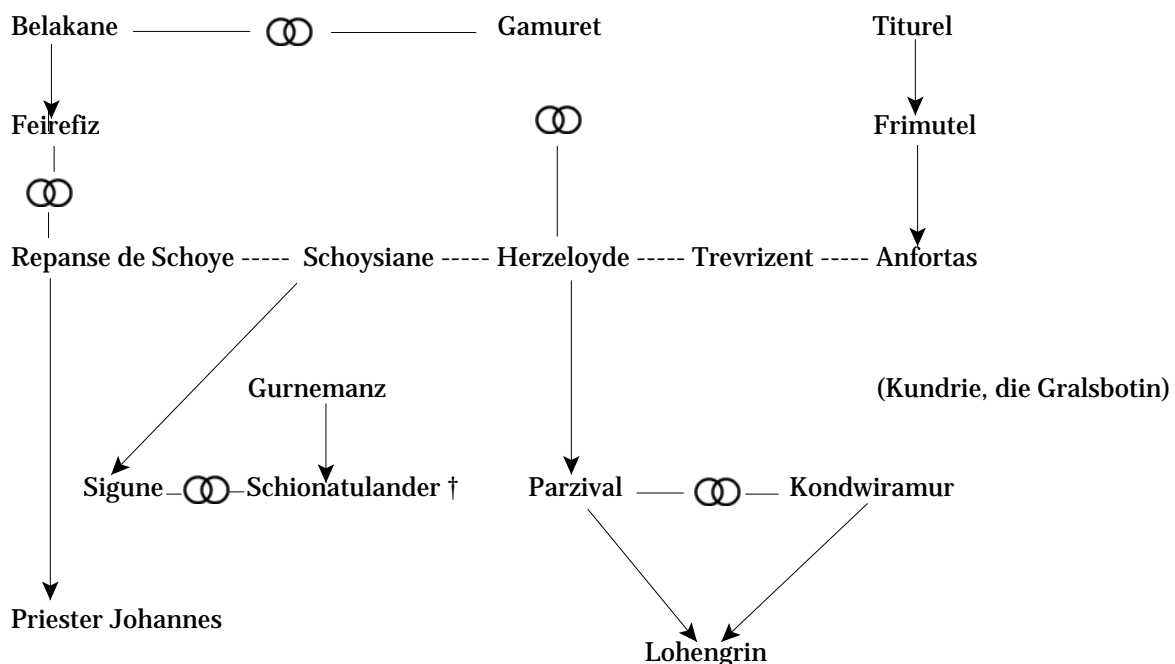 Belakane Gamuret Titurel
Feirefiz Frimutel
Repanse de Schoye ----- Schoysiane ----- Herzeloyde ----- Trevrizent ----- Anfortas
Gurnemanz (Kundrie, die Gralsbotin)
Sigune Schionatulander † Parzival Kondwiramur
Priester Johannes
Lohengrin